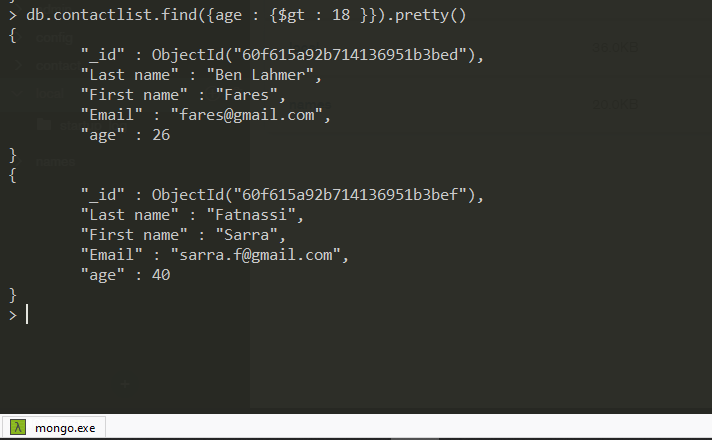 > db.contactlist.find({age : {$gt : 18 }}).pretty()
{
        "_id" : ObjectId("60f615a92b714136951b3bed"),
        "Last name" : "Ben Lahmer",
        "First name" : "Fares",
        "Email" : "fares@gmail.com",
        "age" : 26
}
{
        "_id" : ObjectId("60f615a92b714136951b3bef"),
        "Last name" : "Fatnassi",
        "First name" : "Sarra",
        "Email" : "sarra.f@gmail.com",
        "age" : 40
}
>
λ mongo.exe